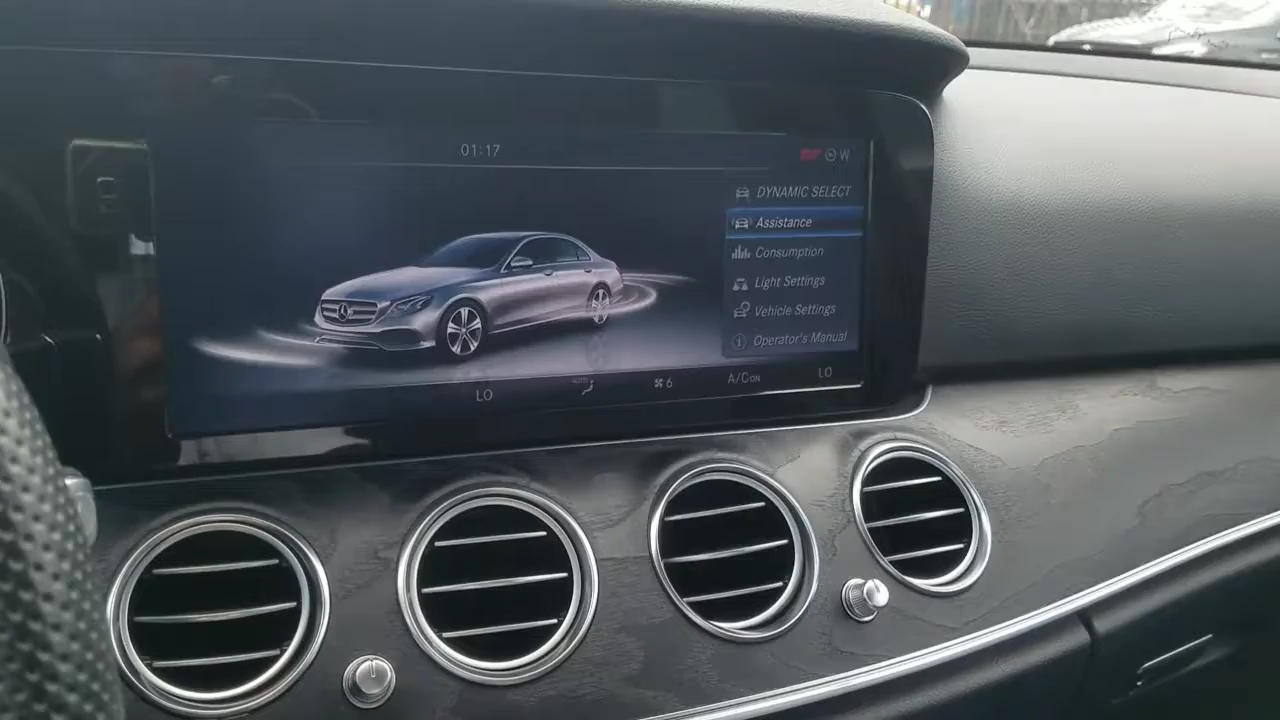 01:17
W
DYNAMIC SELECT
Assistance
Consumption
Light Settings
Vehicle Settings
Operator's Manual
LO
AUTO
6
A/C ON
LO